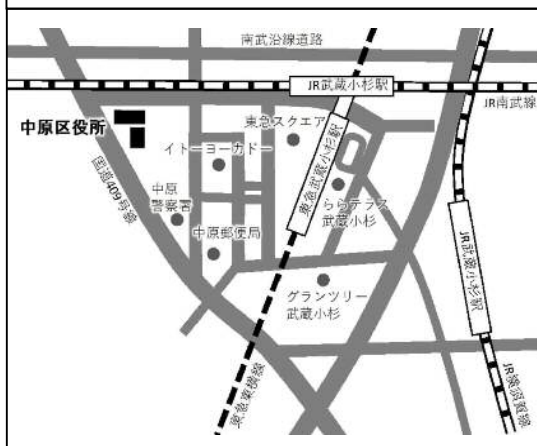 南武沿線道路
JR武蔵小杉駅
JR南武線
中原区役所
東急スクエア
イトーヨーカドー
東急武蔵小杉駅
国道409号線
中原
警察署
ららテラス
武蔵小杉
中原郵便局
JR武蔵小杉駅
グランツリー
武蔵小杉
東急東横線
JR横須賀線